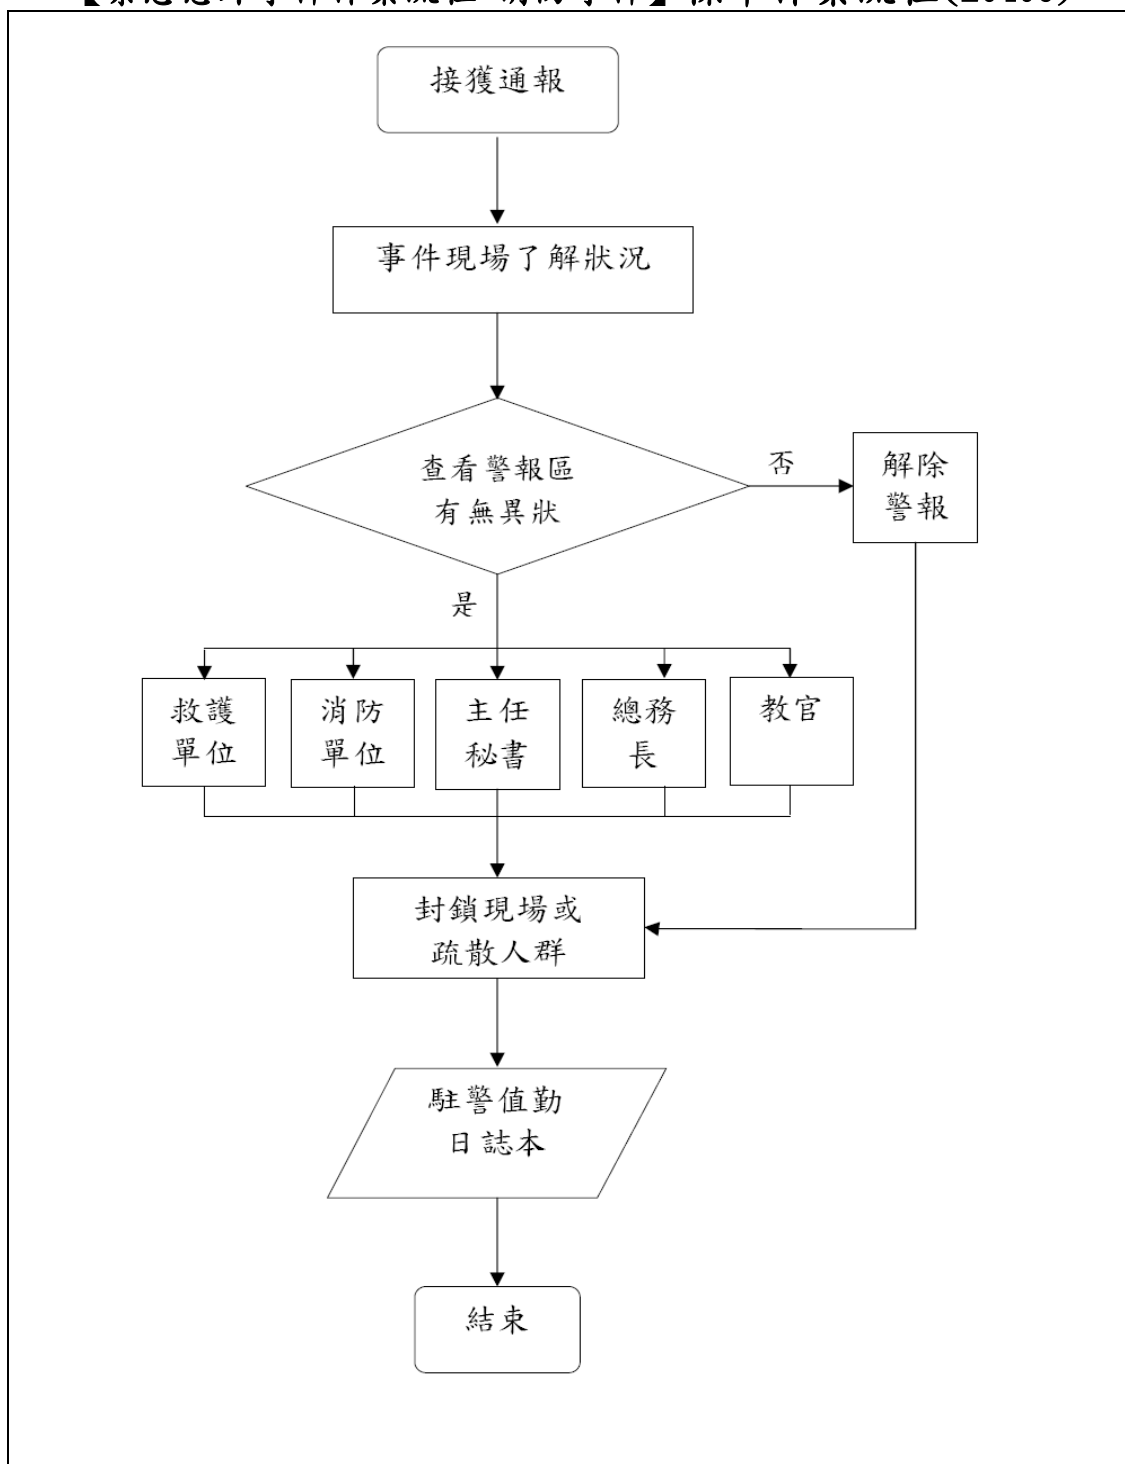 接獲通報
事件現場了解狀況
查看警報區
有無異狀
否
解除
警報
是
救護
單位
消防
單位
主任
秘書
總務
長
教官
封鎖現場或
疏散人群
駐警值勤
日誌本
結束